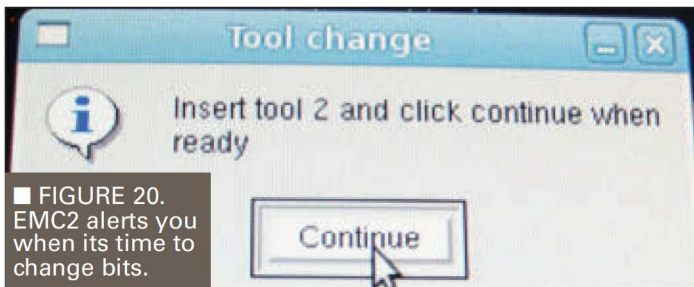 Tool change
Insert tool 2 and click continue when
ready
Continue
■ FIGURE 20.
EMC2 alerts you
when its time to
change bits.